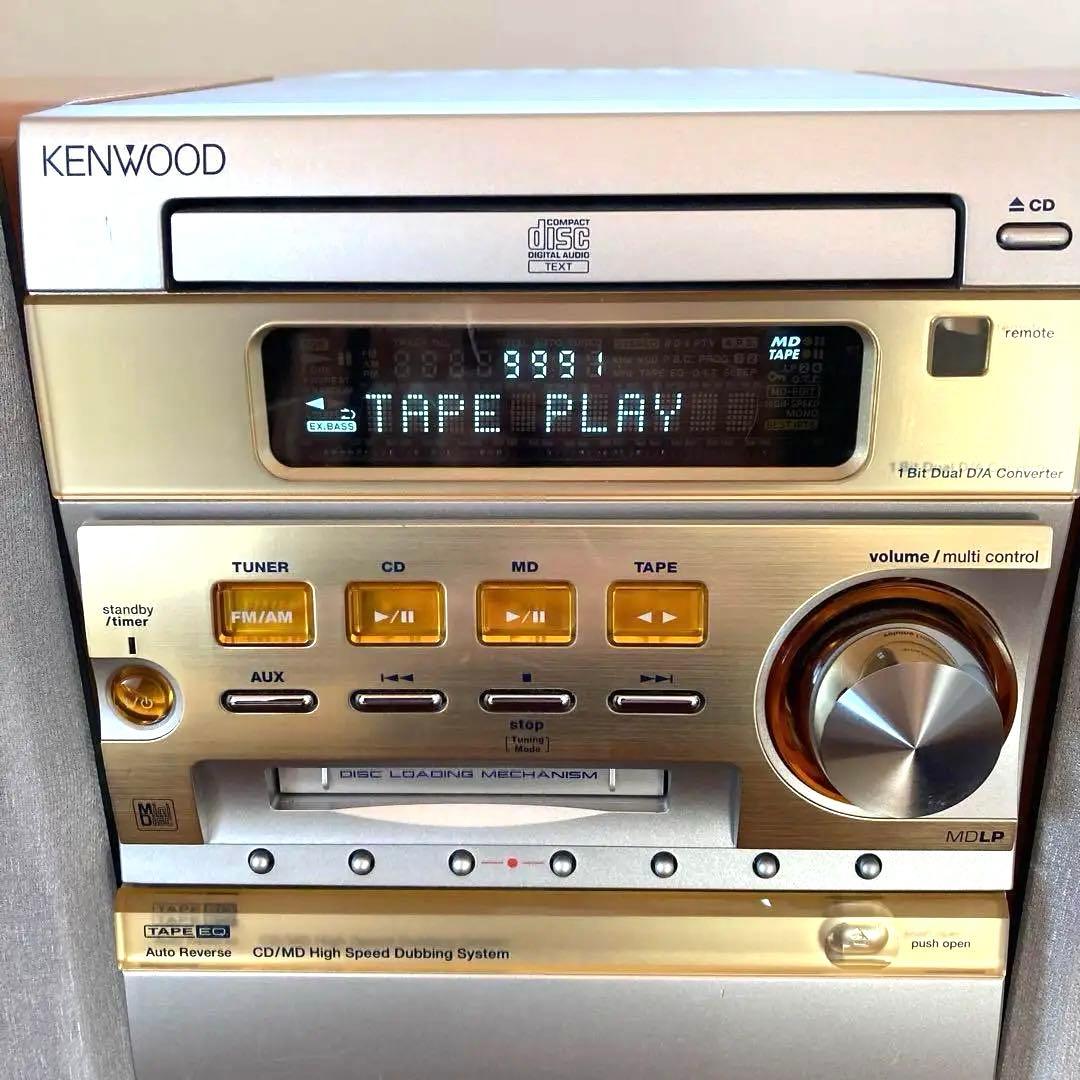 KENWOOD
COMPACT
disc
DIGITAL AUDIO
TEXT
CD
remote
9991
MD
TAPE
TAPE PLAY
EX.BASS
1 Bit Dual D/A Converter
volume / multi control
TUNER
CD
MD
TAPE
FM/AM
standby
/timer
AUX
stop
[Tuning
Mode]
DISC LOADING MECHANISM
MDLP
TAPE EQ.
Auto Reverse
CD/MD High Speed Dubbing System
push open